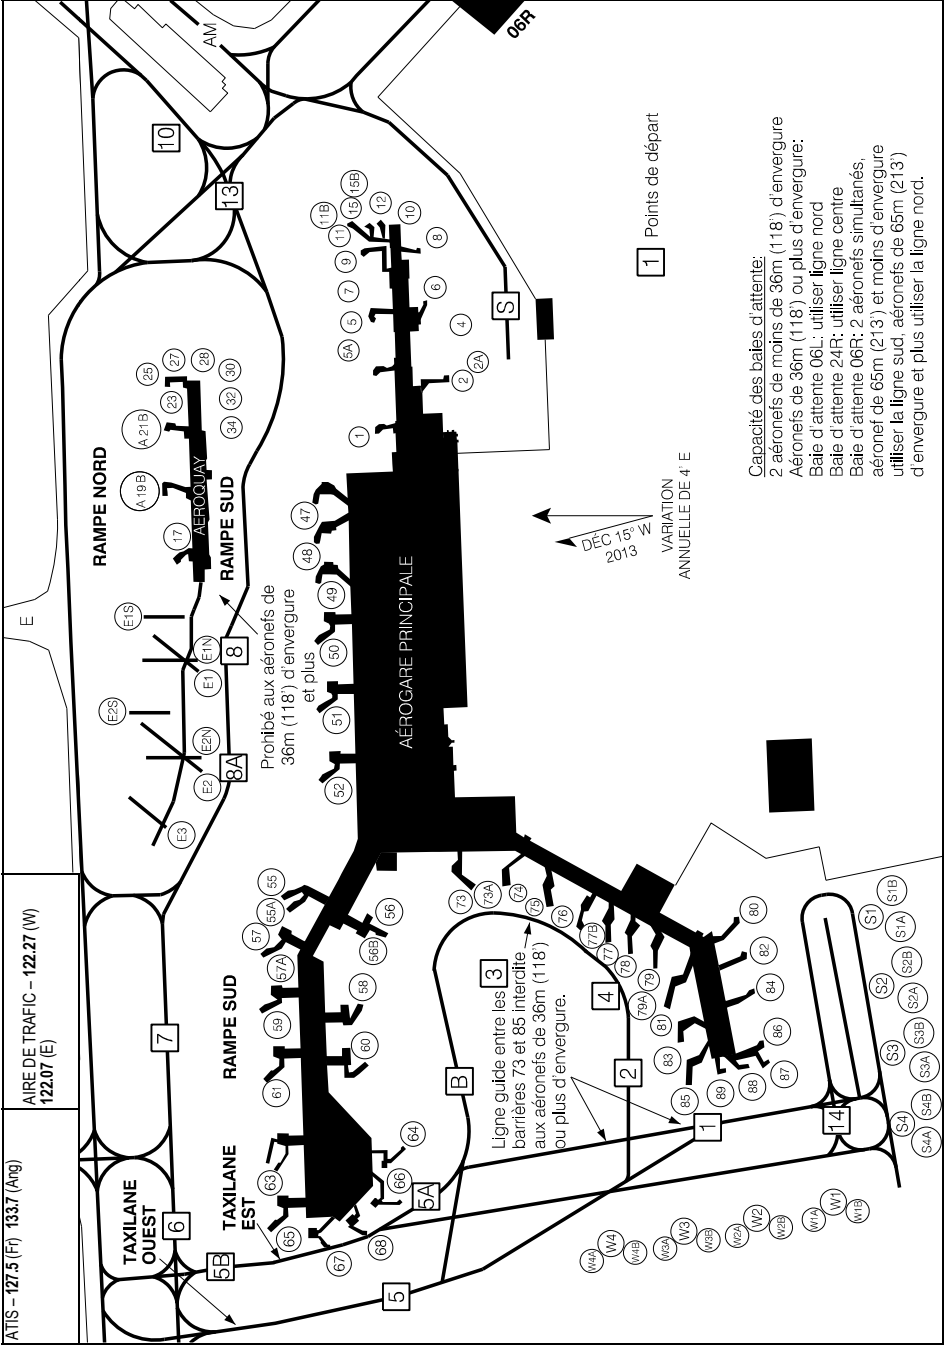 ATIS – 127.5 (Fr) 133.7 (Ang)
AIRE DE TRAFIC – 122.27 (W)
122.07 (E)
E
AM
06R
10
13
RAMPE NORD
25
27
28
30
A 21B
23
32
34
A19B
17
AÉROQUAY
RAMPE SUD
E1S
E1N
E1
8
E2S
E2N
E2
8A
E3
Prohibé aux aéronefs de
36m (118') d'envergure
et plus
11B
15
15B
12
10
11
9
8
7
6
5
5A
4
2
2A
1
S
47
48
49
50
51
52
AÉROGARE PRINCIPALE
DÉC 15° W
2013
VARIATION
ANNUELLE DE 4' E
1 Points de départ
Capacité des baies d'attente:
2 aéronefs de moins de 36m (118') d'envergure
Aéronefs de 36m (118') ou plus d'envergure:
Baie d'attente 06L: utiliser ligne nord
Baie d'attente 24R: utiliser ligne centre
Baie d'attente 06R: 2 aéronefs simultanés,
aéronef de 65m (213') et moins d'envergure
utiliser la ligne sud, aéronefs de 65m (213')
d'envergure et plus utiliser la ligne nord.
7
RAMPE SUD
55
55A
57
57A
56
56B
58
59
60
61
63
64
65
66
67
68
TAXILANE
EST
TAXILANE
OUEST
6
5B
5A
5
B
3
4
2
1
14
Ligne guide entre les
barrières 73 et 85 interdite
aux aéronefs de 36m (118')
ou plus d'envergure.
73
73A
74
75
76
77B
77
78
79
79A
80
81
82
83
84
85
86
87
88
89
S1B
S1
S1A
S2B
S2
S2A
S3B
S3
S3A
S4B
S4
S4A
W4A
W4
W4B
W3A
W3
W3B
W2A
W2
W2B
W1A
W1
W1B